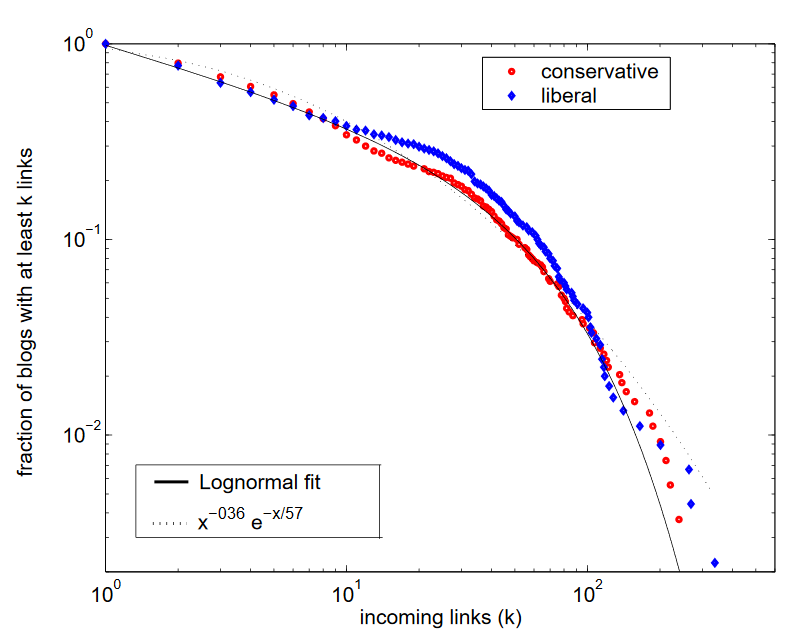 10^0
conservative
liberal
10^-1
fraction of blogs with at least k links
10^-2
Lognormal fit
x^-036 e^-x/57
10^0
10^1
10^2
incoming links (k)